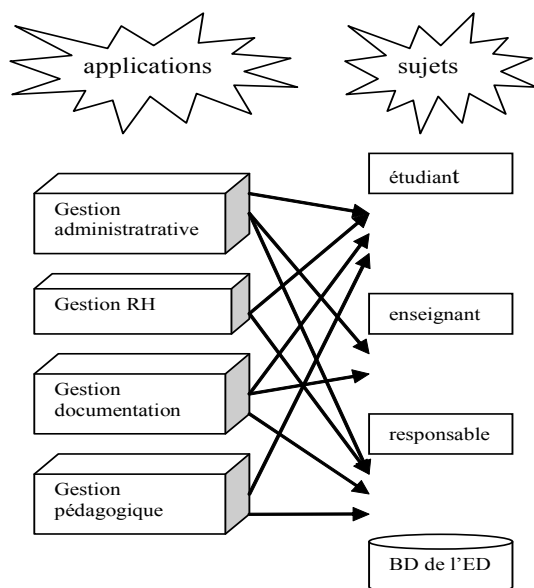 applications
sujets
étudiant
Gestion
administratrative
Gestion RH
enseignant
Gestion
documentation
responsable
Gestion
pédagogique
BD de l'ED